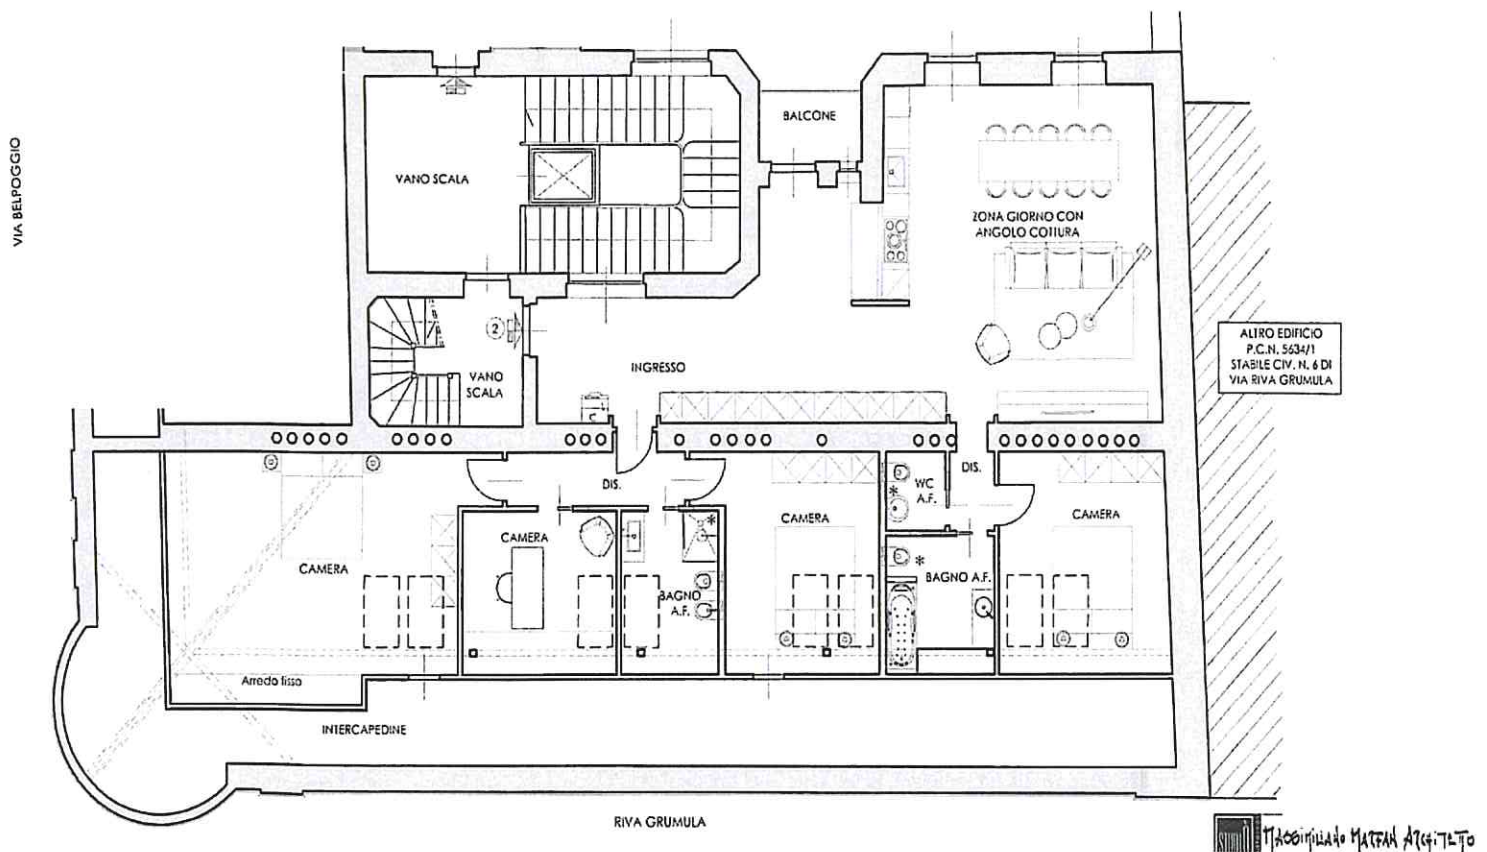 VIA BELPOGGIO
BALCONE
VANO SCALA
ZONA GIORNO CON
ANGOLO COTTURA
2
VANO
SCALA
INGRESSO
ALTRO EDIFICIO
P.C.N. 5634/1
STABILE CIV. N. 6 DI
VIA RIVA GRUMULA
DIS.
DIS.
WC
A.F.
*
*
CAMERA
CAMERA
CAMERA
CAMERA
BAGNO
A.F.
BAGNO A.F.
*
Arredo fisso
INTERCAPEDINE
RIVA GRUMULA
MASSIMILIANO MARTAN ARCHITETTO